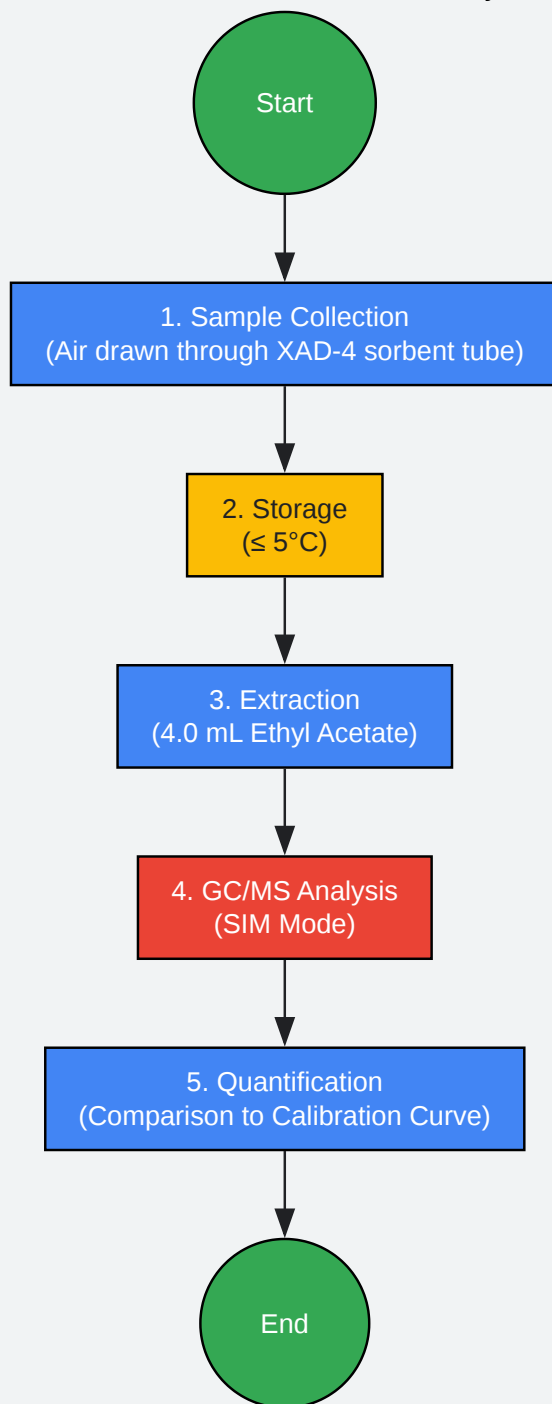 Start
1. Sample Collection
(Air drawn through XAD-4 sorbent tube)
2. Storage
(≤ 5°C)
3. Extraction
(4.0 mL Ethyl Acetate)
4. GC/MS Analysis
(SIM Mode)
5. Quantification
(Comparison to Calibration Curve)
End